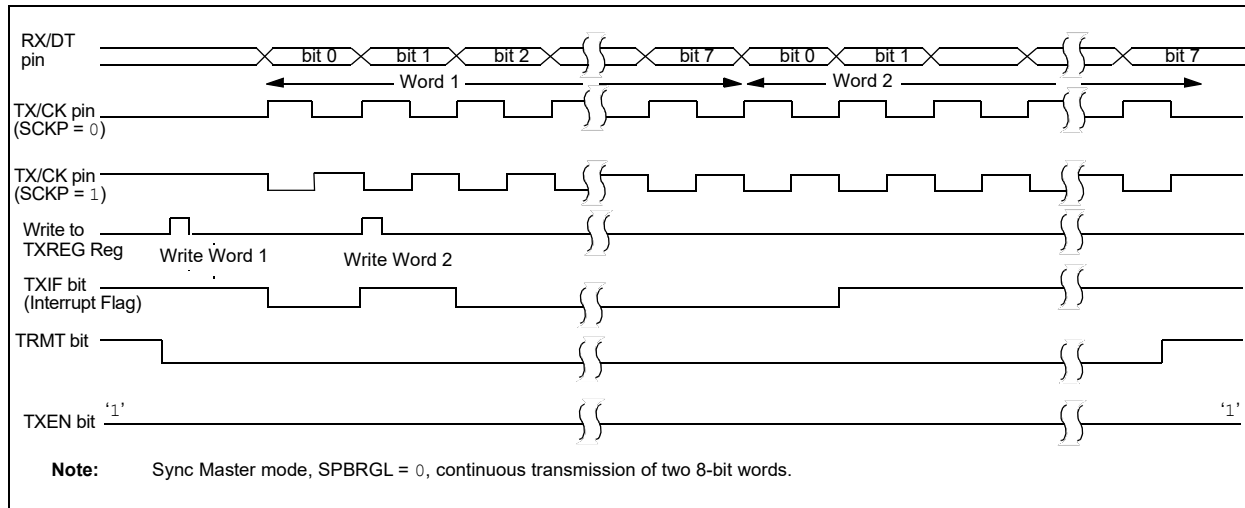 RX/DT
pin
bit 0 bit 1 bit 2 bit 7 bit 0 bit 1 bit 7
Word 1 Word 2
TX/CK pin
(SCKP = 0)
TX/CK pin
(SCKP = 1)
Write to
TXREG Reg
Write Word 1 Write Word 2
TXIF bit
(Interrupt Flag)
TRMT bit
‘1’ ‘1’
TXEN bit
Note: Sync Master mode, SPBRGL = 0, continuous transmission of two 8-bit words.